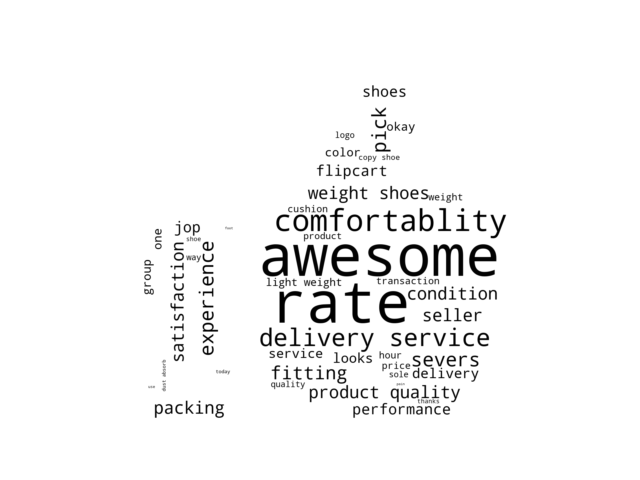 shoes
pick
okay
logo
color
copy shoe
flipcart
weight shoes
weight
cushion
comfortablity
product
awesome
light weight
transaction
rate
condition
seller
delivery service
service
looks
hour
severs
price
fitting
sole
delivery
quality
product quality
thanks
performance
jop
one
shoe
way
group
satisfaction
experience
today
dust absorb
packing